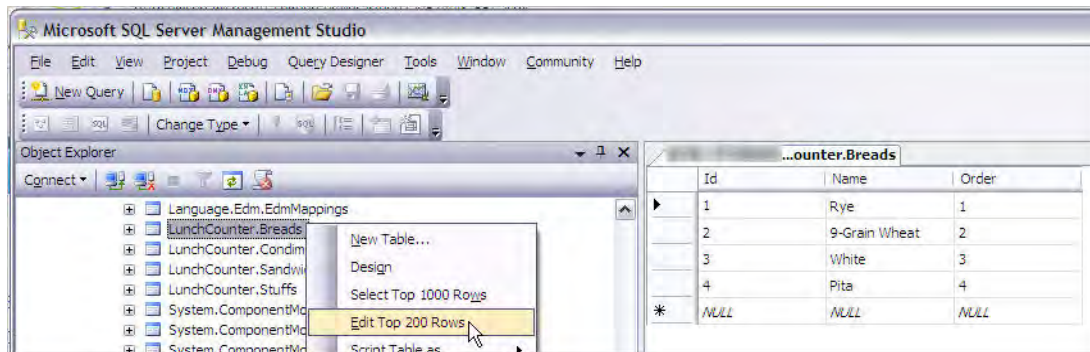 Microsoft SQL Server Management Studio
File Edit View Project Debug Query Designer Tools Window Community Help
New Query
Change Type
Object Explorer
...ounter.Breads
Connect
Id Name Order
1 Rye 1
2 9-Grain Wheat 2
3 White 3
4 Pita 4
NULL NULL NULL
Language.Edm.EdmMappings
LunchCounter.Breads
LunchCounter.Condim
LunchCounter.Sandwi
LunchCounter.Stuffs
System.ComponentMo
System.ComponentMo
New Table...
Design
Select Top 1000 Rows
Edit Top 200 Rows
Script Table as